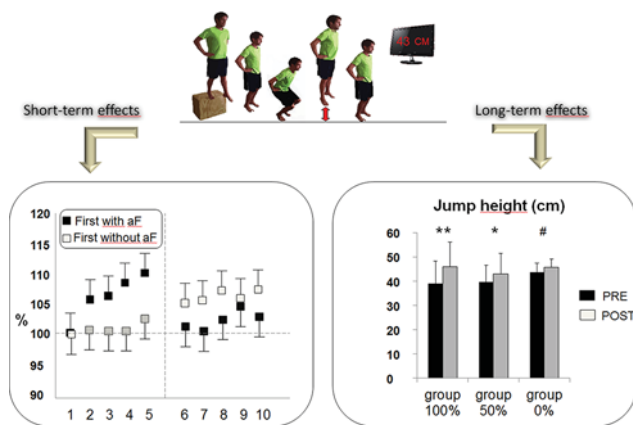 43 CM
Short-term effects
Long-term effects
120
115
110
105
%
100
95
90
First with aF
First without aF
1 2 3 4 5 6 7 8 9 10
Jump height (cm)
60
50
40
30
20
10
0
** * #
PRE
POST
group group group
100% 50% 0%